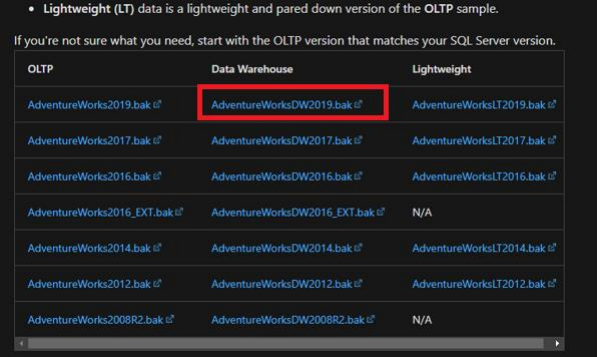 • Lightweight (LT) data is a lightweight and pared down version of the OLTP sample.
If you're not sure what you need, start with the OLTP version that matches your SQL Server version.
OLTP Data Warehouse Lightweight
AdventureWorks2019.bak AdventureWorksDW2019.bak AdventureWorksLT2019.bak
AdventureWorks2017.bak AdventureWorksDW2017.bak AdventureWorksLT2017.bak
AdventureWorks2016.bak AdventureWorksDW2016.bak AdventureWorksLT2016.bak
AdventureWorks2016_EXT.bak AdventureWorksDW2016_EXT.bak N/A
AdventureWorks2014.bak AdventureWorksDW2014.bak AdventureWorksLT2014.bak
AdventureWorks2012.bak AdventureWorksDW2012.bak AdventureWorksLT2012.bak
AdventureWorks2008R2.bak AdventureWorksDW2008R2.bak N/A